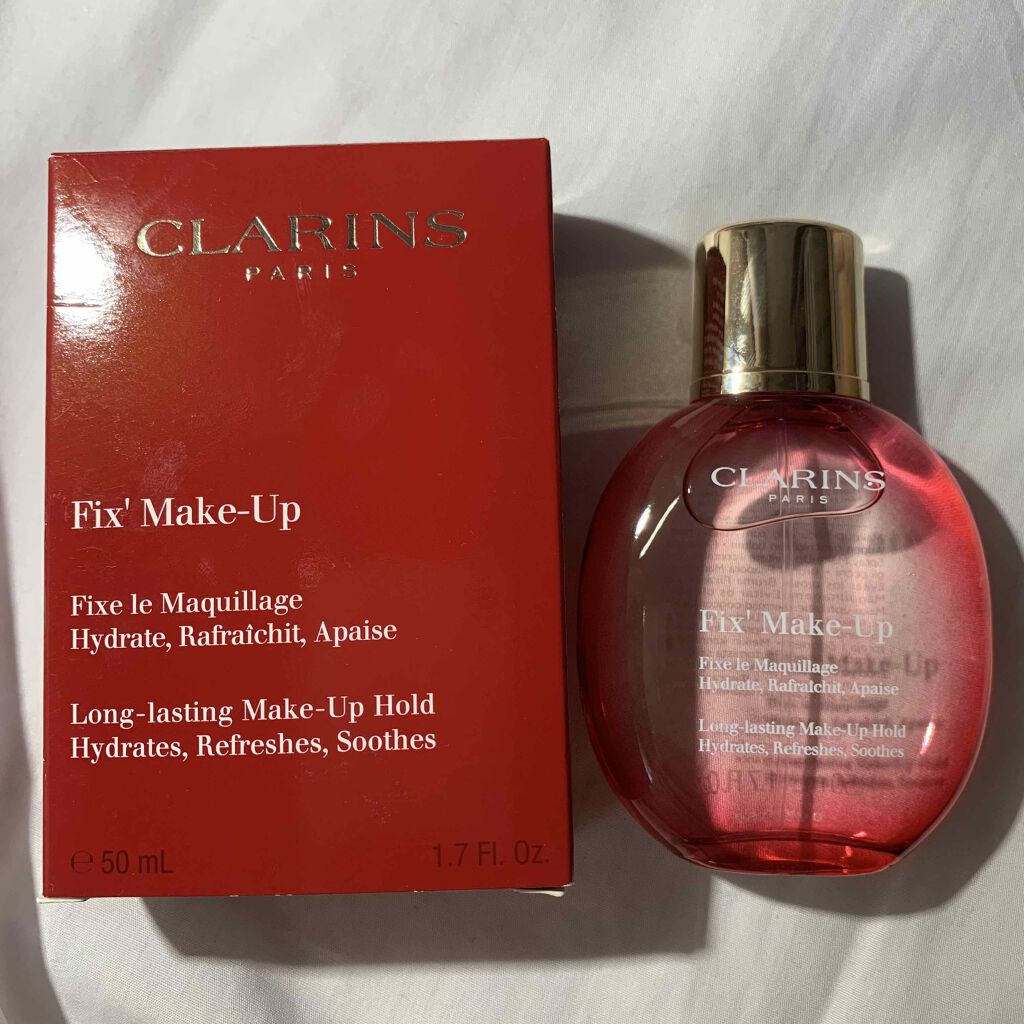 CLARINS
PARIS
Fix' Make-Up
Fixe le Maquillage
Hydrate, Rafraîchit, Apaise
Long-lasting Make-Up Hold
Hydrates, Refreshes, Soothes
℮ 50 mL
1.7 Fl. Oz.
CLARINS
PARIS
Fix' Make-Up
Fixe le Maquillage
Hydrate, Rafraîchit, Apaise
Long-lasting Make-Up Hold
Hydrates, Refreshes, Soothes